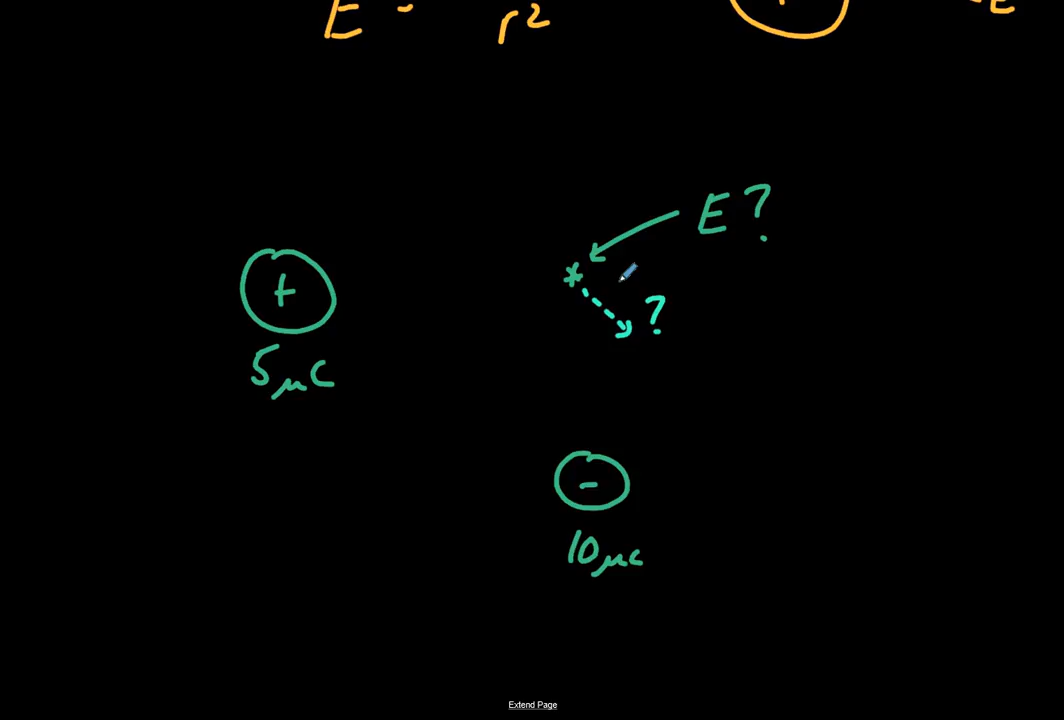 E = r²
+ E
E?
*
+
?
5μC
-
10μC
Extend Page